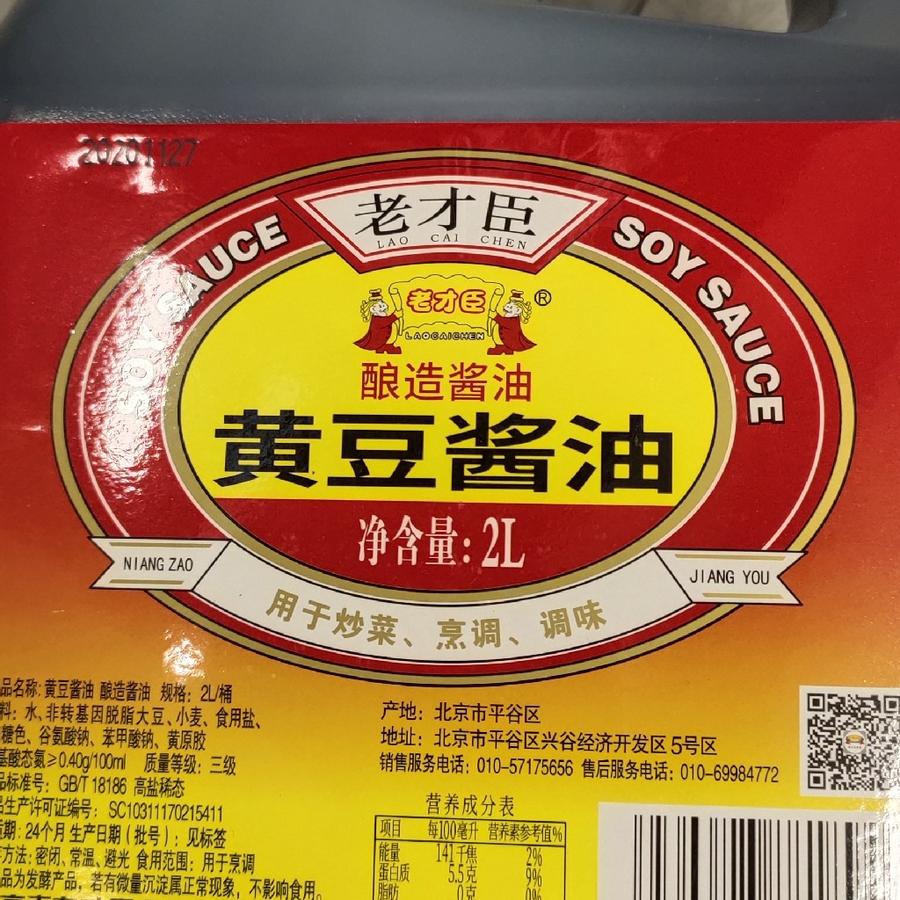 20201127
老才臣
LAO CAI CHEN
SOY SAUCE
SOY SAUCE
老才臣
®
LAOCAICHEN
酿造酱油
黄豆酱油
净含量: 2L
NIANG ZAO
JIANG YOU
用于炒菜、烹调、调味
品名称: 黄豆酱油 酿造酱油 规格: 2L/桶
料: 水、非转基因脱脂大豆、小麦、食用盐、
糖色、谷氨酸钠、苯甲酸钠、黄原胶
基酸态氮≥0.40g/100ml 质量等级: 三级
品标准号: GB/T 18186 高盐稀态
生产许可证编号: SC10311170215411
期: 24个月 生产日期(批号): 见标签
方法: 密闭、常温、避光 食用范围: 用于烹调
品为发酵产品, 若有微量沉淀属正常现象, 不影响食用。
产地: 北京市平谷区
地址: 北京市平谷区兴谷经济开发区5号区
销售服务电话: 010-57175656 售后服务电话: 010-69984772
营养成分表
项目 每100毫升 营养素参考值%
能量 141千焦 2%
蛋白质 5.5克 9%
脂肪 0克 0%